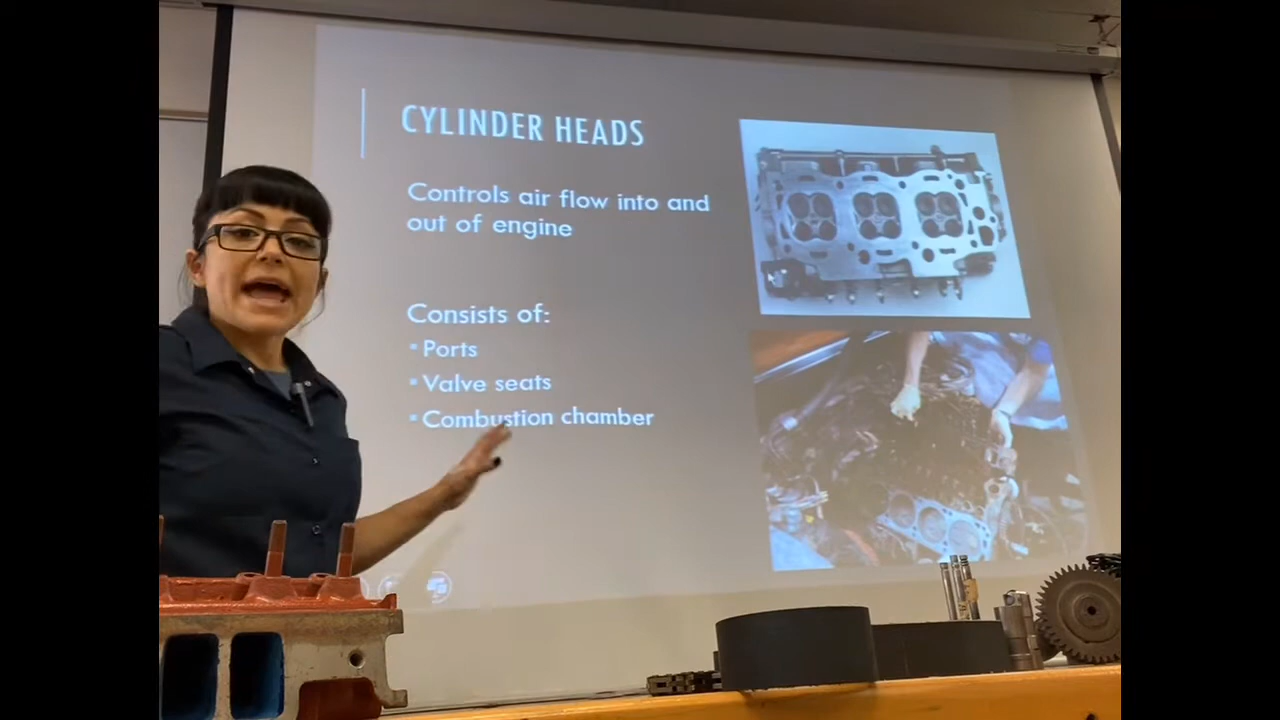 CYLINDER HEADS
Controls air flow into and
out of engine
Consists of:
▪ Ports
▪ Valve seats
▪ Combustion chamber